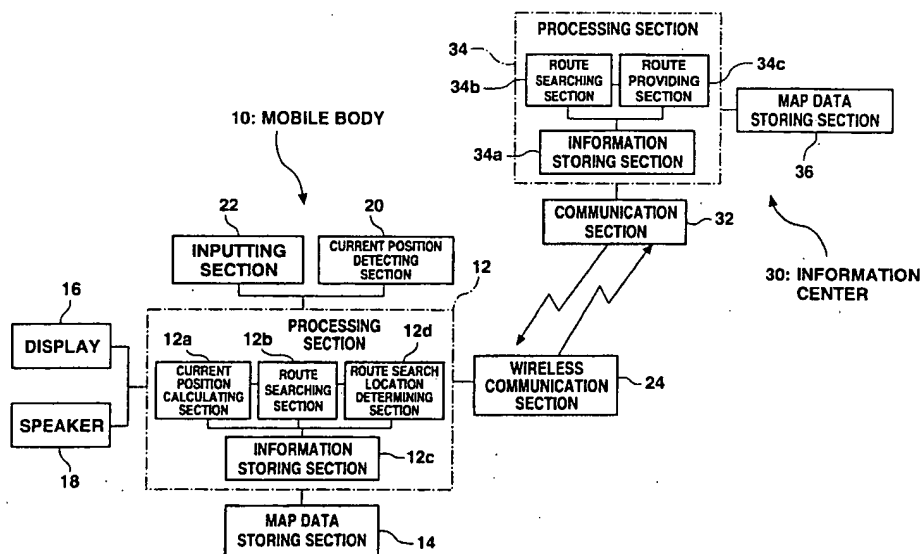 PROCESSING SECTION
34
34b
ROUTE
SEARCHING
SECTION
ROUTE
PROVIDING
SECTION
34c
34a
INFORMATION
STORING SECTION
MAP DATA
STORING SECTION
36
COMMUNICATION
SECTION
32
30: INFORMATION
CENTER
10: MOBILE BODY
22
INPUTTING
SECTION
20
CURRENT POSITION
DETECTING
SECTION
12
PROCESSING
SECTION
16
DISPLAY
SPEAKER
18
12a
CURRENT
POSITION
CALCULATING
SECTION
12b
ROUTE
SEARCHING
SECTION
12d
ROUTE SEARCH
LOCATION
DETERMINING
SECTION
INFORMATION
STORING SECTION
12c
WIRELESS
COMMUNICATION
SECTION
24
MAP DATA
STORING SECTION
14